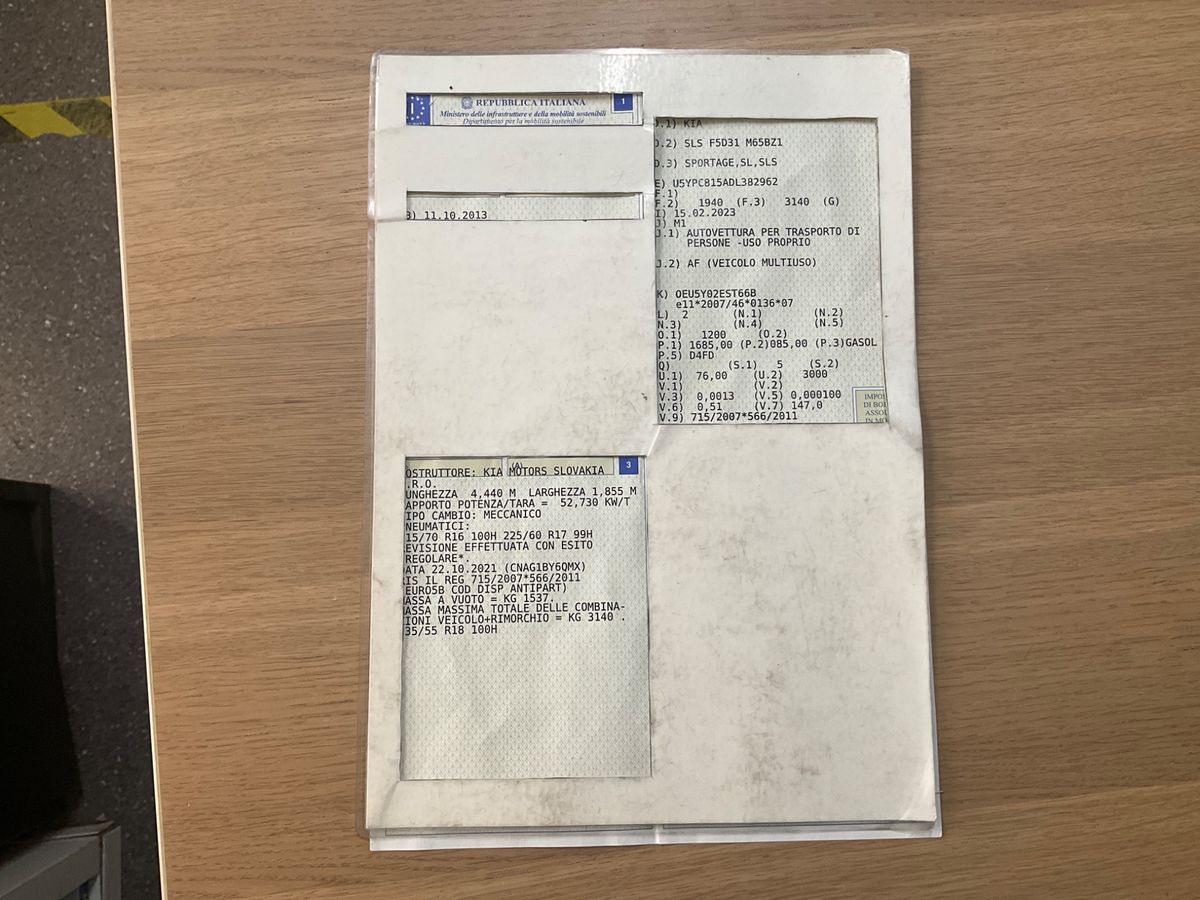 REPUBBLICA ITALIANA
1
Ministero delle infrastrutture e della mobilità sostenibili
Dipartimento per la mobilità sostenibile
B) 11.10.2013
D.1) KIA
D.2) SLS F5D31 M65BZ1
D.3) SPORTAGE,SL,SLS
E) U5YPC815ADL382962
F.1)
F.2) 1940 (F.3) 3140 (G)
I) 15.02.2023
J) M1
J.1) AUTOVETTURA PER TRASPORTO DI
PERSONE -USO PROPRIO
J.2) AF (VEICOLO MULTIUSO)
K) OEU5Y02EST66B
e11*2007/46*0136*07
L) 2 (N.1) (N.2)
N.3) (N.4) (N.5)
O.1) 1200 (O.2)
P.1) 1685,00 (P.2)085,00 (P.3)GASOL
P.5) D4FD
Q) (S.1) 5 (S.2)
U.1) 76,00 (U.2) 3000
V.1) (V.2)
V.3) 0,0013 (V.5) 0,000100
V.6) 0,51 (V.7) 147,0
V.9) 715/2007*566/2011
IMPOS
DI BOL
ASSOL
IN MO
(A)
3
OSTRUTTORE: KIA MOTORS SLOVAKIA
.R.O.
UNGHEZZA 4,440 M LARGHEZZA 1,855 M
APPORTO POTENZA/TARA = 52,730 KW/T
IPO CAMBIO: MECCANICO
NEUMATICI:
15/70 R16 100H 225/60 R17 99H
EVISIONE EFFETTUATA CON ESITO
REGOLARE*.
ATA 22.10.2021 (CNAG1BY6QMX)
IS IL REG 715/2007*566/2011
EURO5B COD DISP ANTIPART)
ASSA A VUOTO = KG 1537.
ASSA MASSIMA TOTALE DELLE COMBINA-
IONI VEICOLO+RIMORCHIO = KG 3140 .
35/55 R18 100H